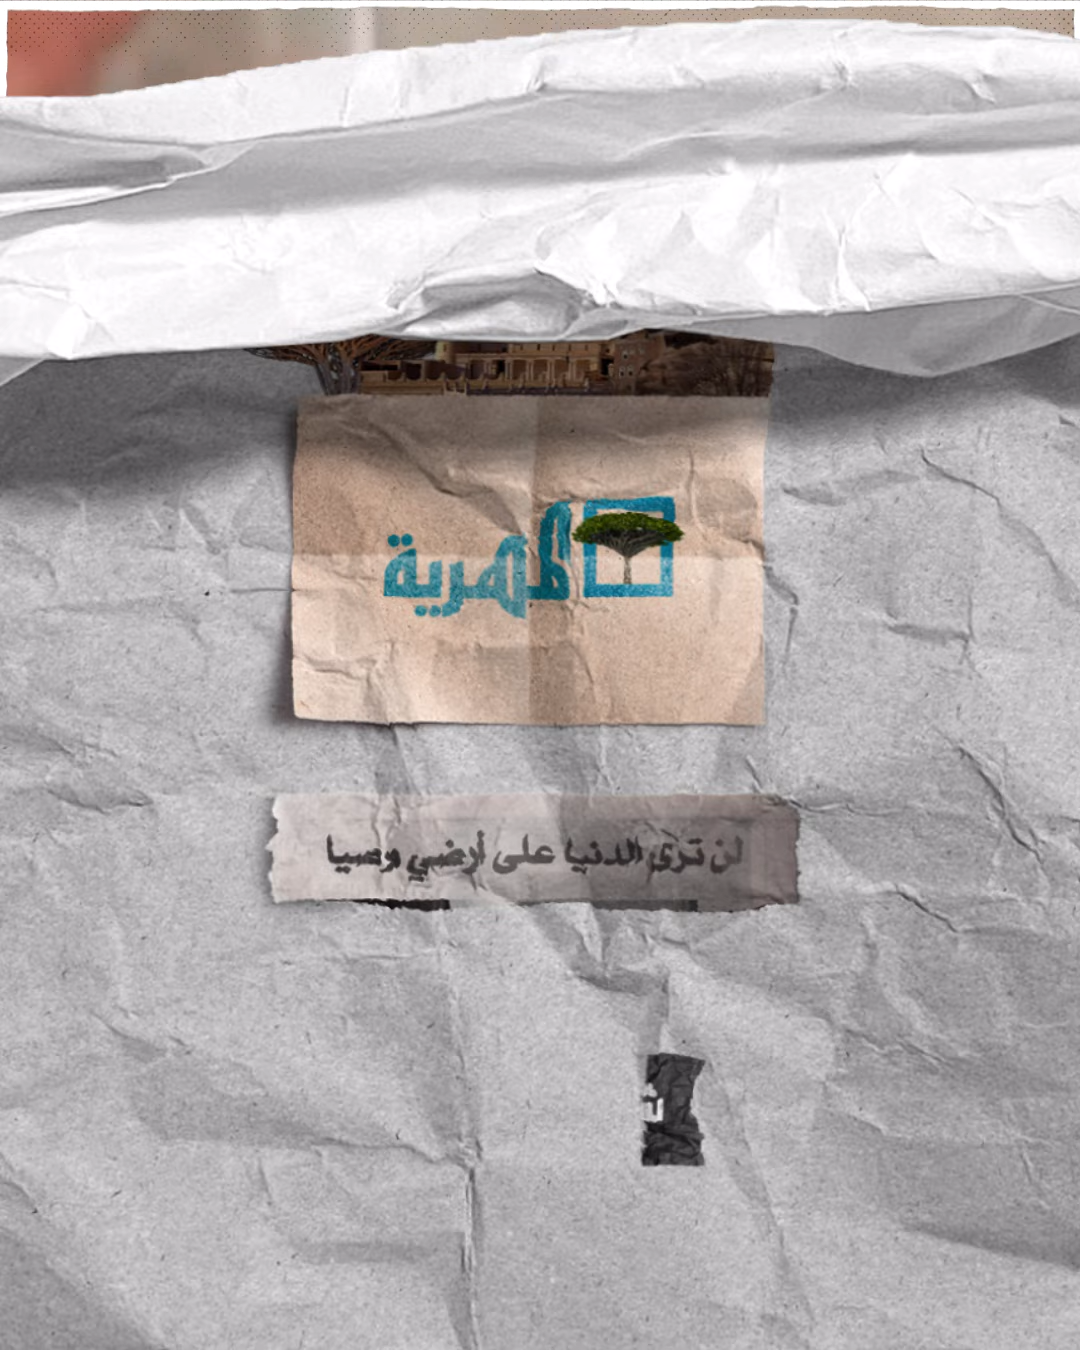 المهرية
لن ترى الدنيا على أرضي وصيا